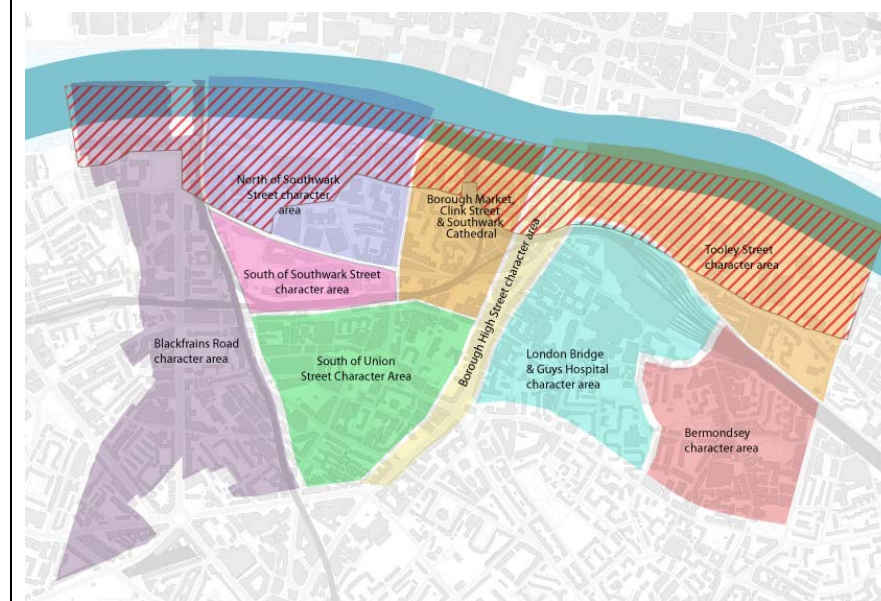 North of Southwark
Street character
area
Borough Market,
Clink Street
& Southwark
Cathedral
Tooley Street
character area
South of Southwark Street
character area
Borough High Street character area
Blackfrains Road
character area
South of Union
Street Character Area
London Bridge
& Guys Hospital
character area
Bermondsey
character area